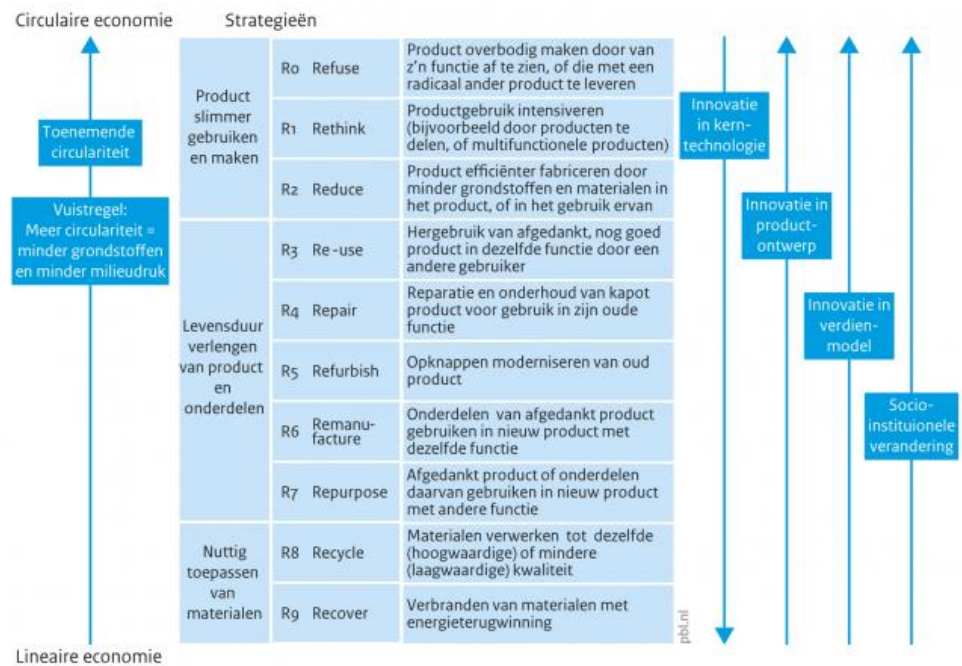 Circulaire economie
Strategieën
Toenemende
circulariteit
Vuistregel:
Meer circulariteit =
minder grondstoffen
en minder milieudruk
Lineaire economie
Product
slimmer
gebruiken
en maken
Ro Refuse
Product overbodig maken door van
z'n functie af te zien, of die met een
radicaal ander product te leveren
R1 Rethink
Productgebruik intensiveren
(bijvoorbeeld door producten te
delen, of multifunctionele producten)
R2 Reduce
Product efficiënter fabriceren door
minder grondstoffen en materialen in
het product, of in het gebruik ervan
Levensduur
verlengen
van product
en
onderdelen
R3 Re-use
Hergebruik van afgedankt, nog goed
product in dezelfde functie door een
andere gebruiker
R4 Repair
Reparatie en onderhoud van kapot
product voor gebruik in zijn oude
functie
R5 Refurbish
Opknappen moderniseren van oud
product
R6 Remanu-
facture
Onderdelen van afgedankt product
gebruiken in nieuw product met
dezelfde functie
R7 Repurpose
Afgedankt product of onderdelen
daarvan gebruiken in nieuw product
met andere functie
Nuttig
toepassen
van
materialen
R8 Recycle
Materialen verwerken tot dezelfde
(hoogwaardige) of mindere
(laagwaardige) kwaliteit
R9 Recover
Verbranden van materialen met
energieterugwinning
pbl.nl
Innovatie
in kern-
technologie
Innovatie in
product-
ontwerp
Innovatie in
verdien-
model
Socio-
instituionele
verandering